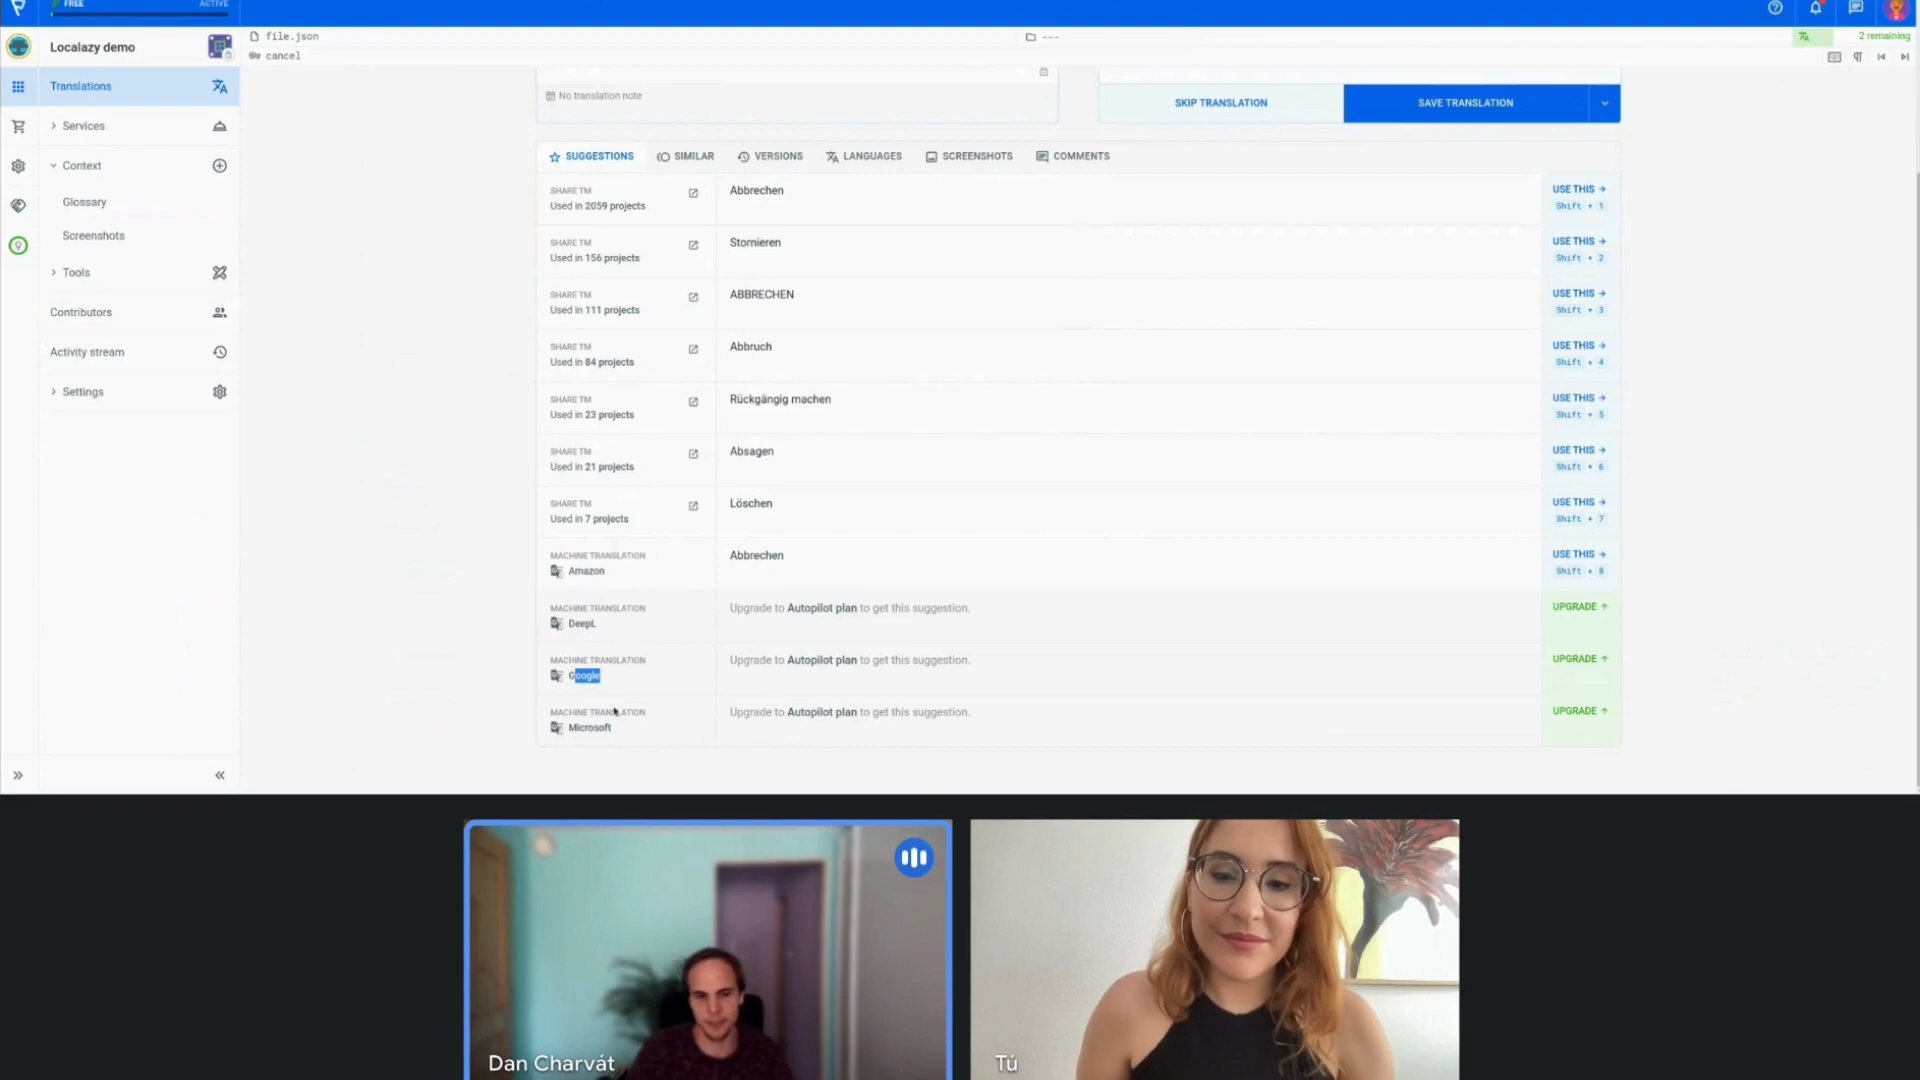 FREE
ACTIVE
Localazy demo
file.json
---
2 remaining
cancel
Translations
Services
Context
Glossary
Screenshots
Tools
Contributors
Activity stream
Settings
No translation note
SKIP TRANSLATION
SAVE TRANSLATION
SUGGESTIONS
SIMILAR
VERSIONS
LANGUAGES
SCREENSHOTS
COMMENTS
SHARE TM
Used in 2059 projects
Abbrechen
USE THIS →
Shift + 1
SHARE TM
Used in 156 projects
Stornieren
USE THIS →
Shift + 2
SHARE TM
Used in 111 projects
ABBRECHEN
USE THIS →
Shift + 3
SHARE TM
Used in 84 projects
Abbruch
USE THIS →
Shift + 4
SHARE TM
Used in 23 projects
Rückgängig machen
USE THIS →
Shift + 5
SHARE TM
Used in 21 projects
Absagen
USE THIS →
Shift + 6
SHARE TM
Used in 7 projects
Löschen
USE THIS →
Shift + 7
MACHINE TRANSLATION
Amazon
Abbrechen
USE THIS →
Shift + 8
MACHINE TRANSLATION
DeepL
Upgrade to Autopilot plan to get this suggestion.
UPGRADE ↑
MACHINE TRANSLATION
Google
Upgrade to Autopilot plan to get this suggestion.
UPGRADE ↑
MACHINE TRANSLATION
Microsoft
Upgrade to Autopilot plan to get this suggestion.
UPGRADE ↑
Dan Charvát
Tú